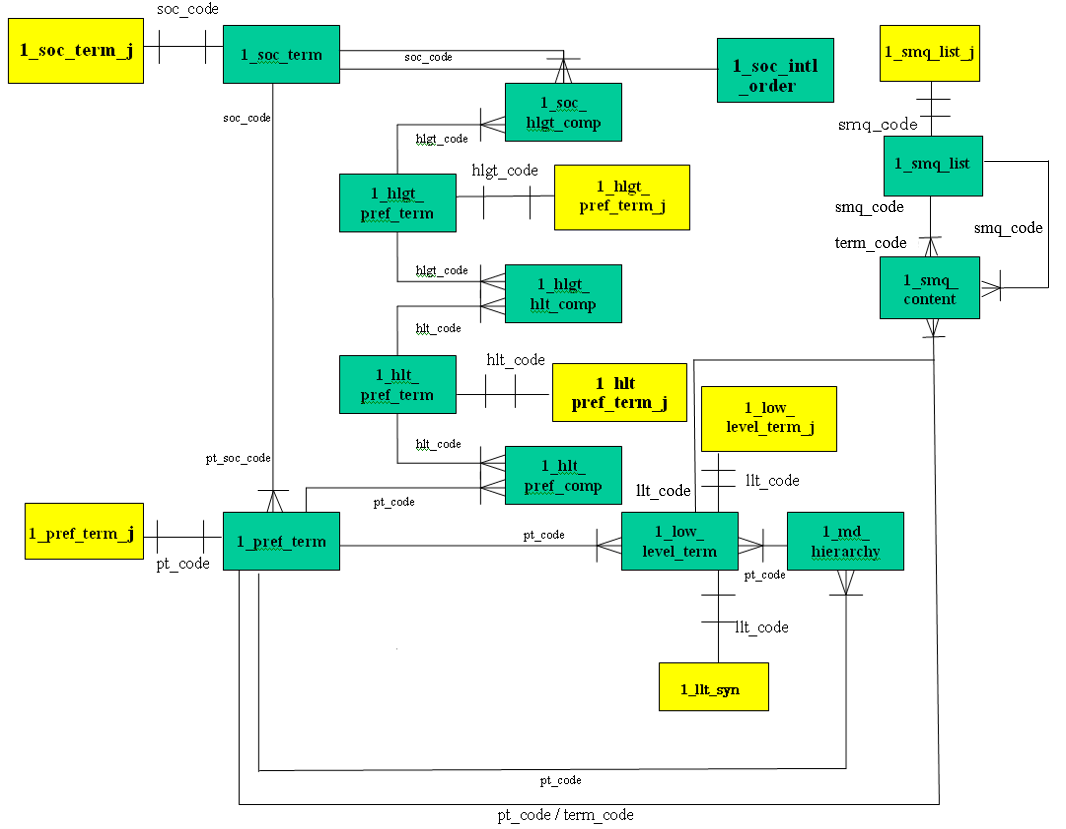 soc_code
1_soc_term_j
1_soc_term
soc_code
1_soc_intl
_order
1_smq_list_j
soc_code
1_soc_
hlgt_comp
hlgt_code
smq_code
1_smq_list
hlgt_code
1_hlgt_
pref_term
1_hlgt_
pref_term_j
smq_code
smq_code
term_code
hlgt_code
1_hlgt_
hlt_comp
1_smq_
content
hlt_code
1_hlt_
pref_term
hlt_code
1_hlt
pref_term_j
1_low_
level_term_j
hlt_code
pt_soc_code
1_hlt_
pref_comp
llt_code
llt_code
pt_code
1_pref_term_j
pt_code
1_pref_term
pt_code
1_low_
level_term
pt_code
1_md_
hierarchy
llt_code
1_llt_syn
pt_code
pt_code / term_code